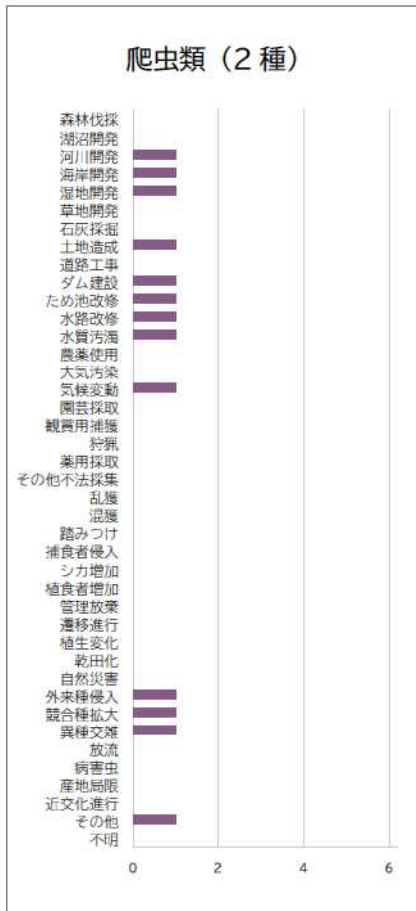 爬虫類（2 種）
森林伐採
湖沼開発
河川開発
海岸開発
湿地開発
草地開発
石灰採掘
土地造成
道路工事
ダム建設
ため池改修
水路改修
水質汚濁
農薬使用
大気汚染
気候変動
園芸採取
観賞用捕獲
狩猟
薬用採取
その他不法採集
乱獲
混獲
踏みつけ
捕食者侵入
シカ増加
植食者増加
管理放棄
遷移進行
植生変化
乾田化
自然災害
外来種侵入
競合種拡大
異種交雑
放流
病害虫
産地局限
近交化進行
その他
不明
0 2 4 6